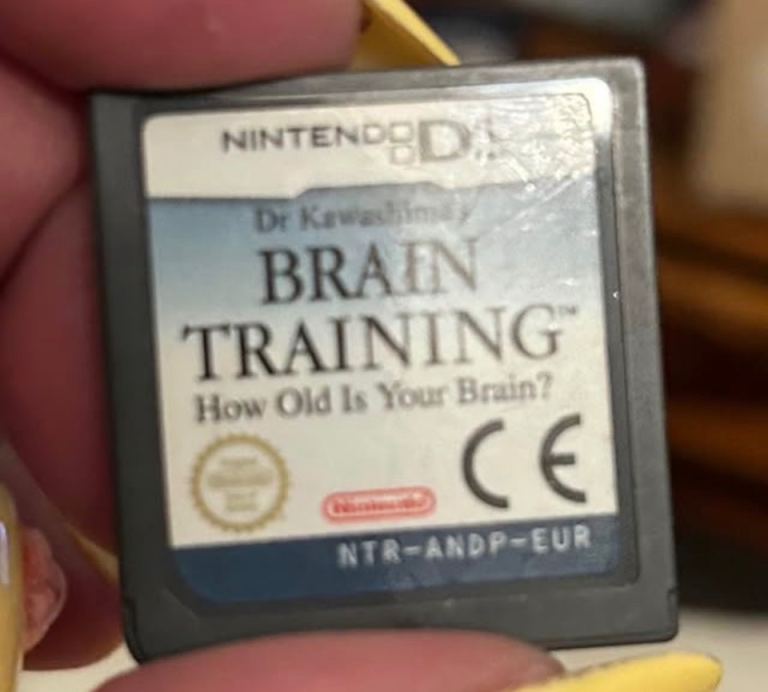 NINTENDO DS
Dr Kawashima's
BRAIN
TRAINING™
How Old Is Your Brain?
CE
Nintendo
NTR-ANDP-EUR